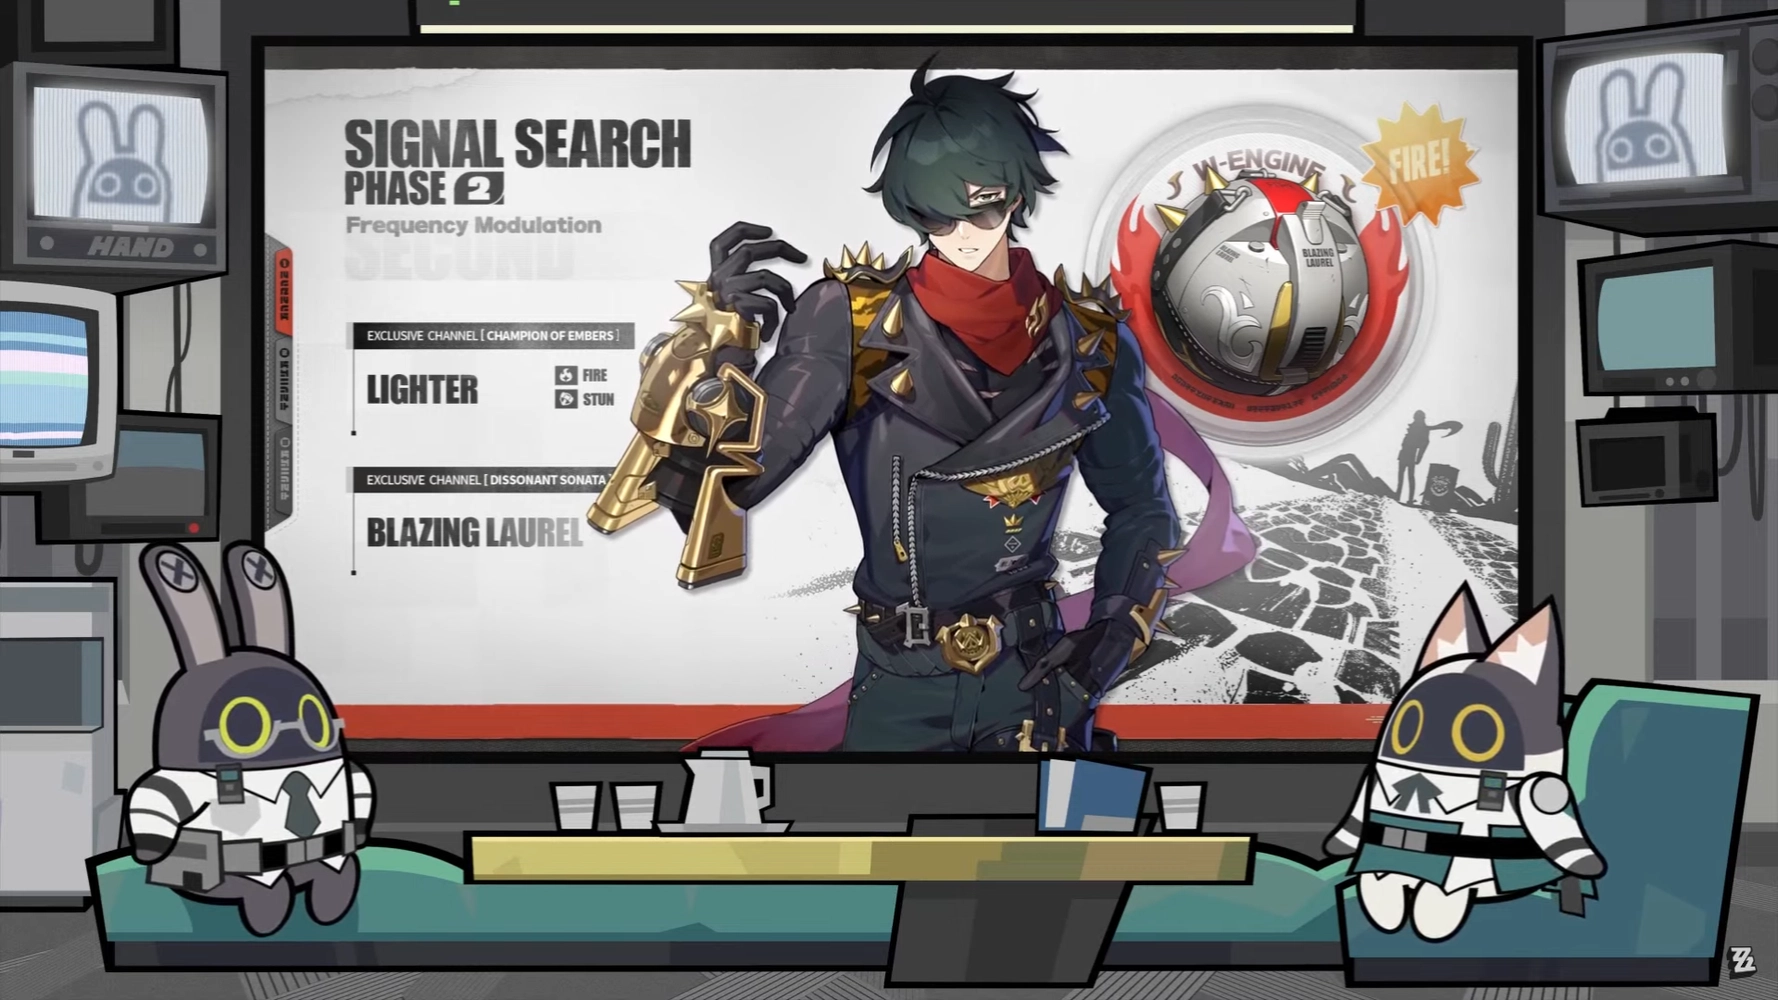 SIGNAL SEARCH
PHASE 2
Frequency Modulation
SECOND
EXCLUSIVE CHANNEL [ CHAMPION OF EMBERS ]
LIGHTER
FIRE
STUN
EXCLUSIVE CHANNEL [ DISSONANT SONATA ]
BLAZING LAUREL
W-ENGINE
FIRE!
BLAZING
LAUREL
HAND